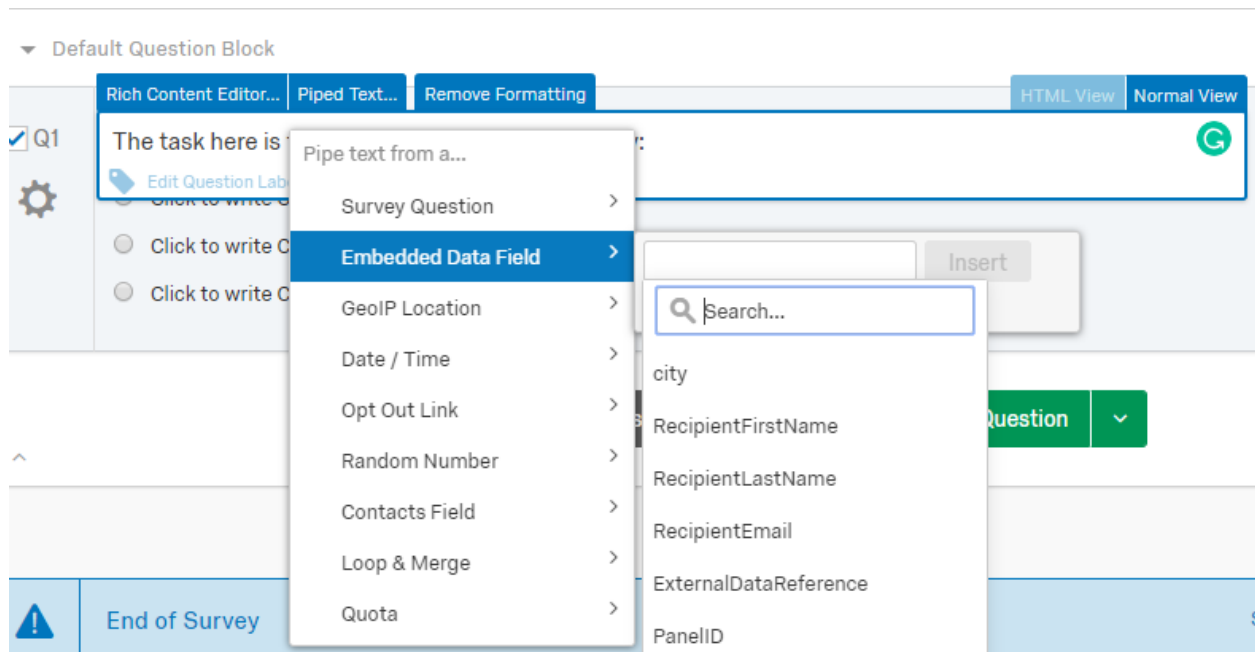 Default Question Block
Rich Content Editor... Piped Text... Remove Formatting HTML View Normal View
Q1
The task here is
Edit Question Lab
Click to write C
Click to write C
Pipe text from a...
Survey Question
Embedded Data Field
GeoIP Location
Date / Time
Opt Out Link
Random Number
Contacts Field
Loop & Merge
Quota
Insert
Search...
city
RecipientFirstName
RecipientLastName
RecipientEmail
ExternalDataReference
PanelID
Question
End of Survey